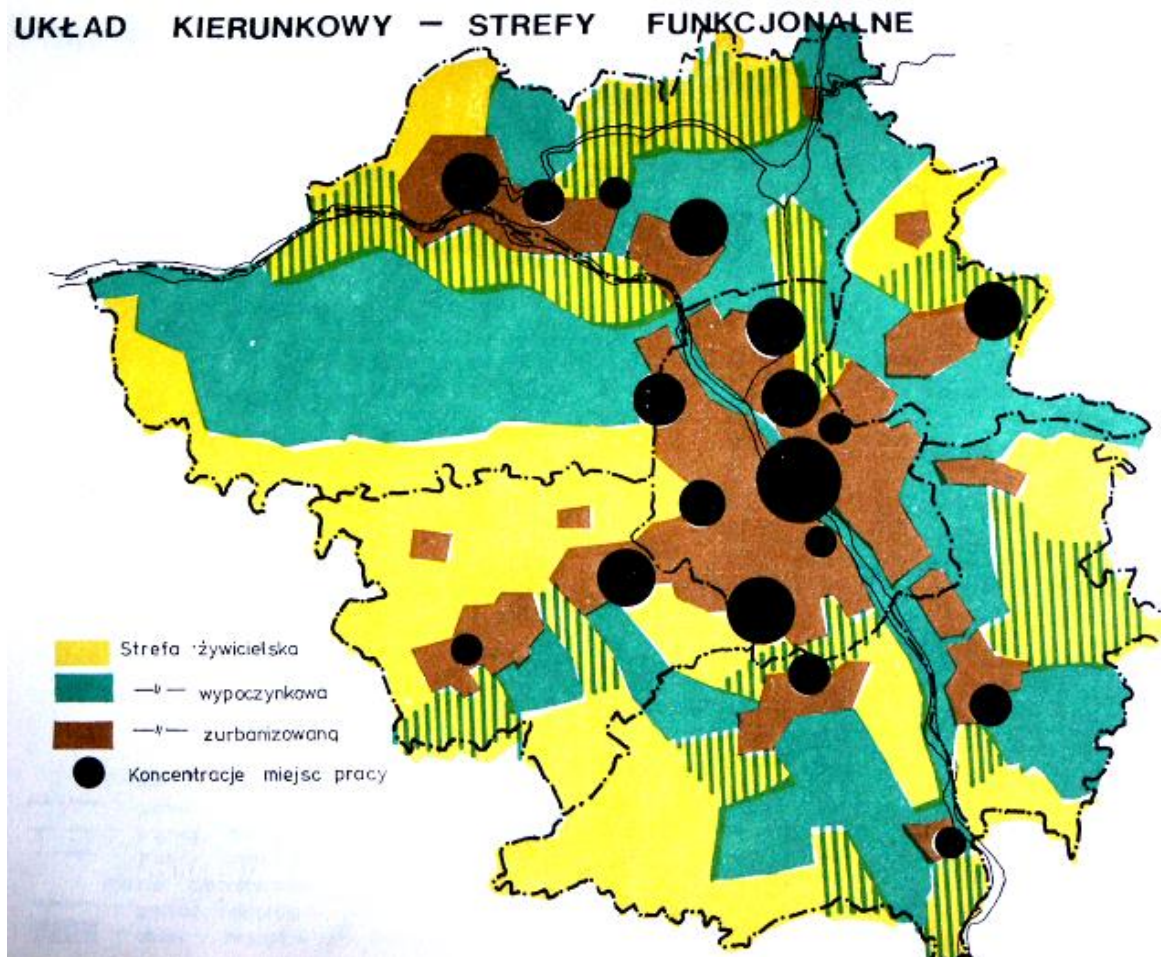 UKŁAD KIERUNKOWY — STREFY FUNKCJONALNE
Strefa żywicielska
—〃— wypoczynkowa
—〃— zurbanizowaną
Koncentracje miejsc pracy